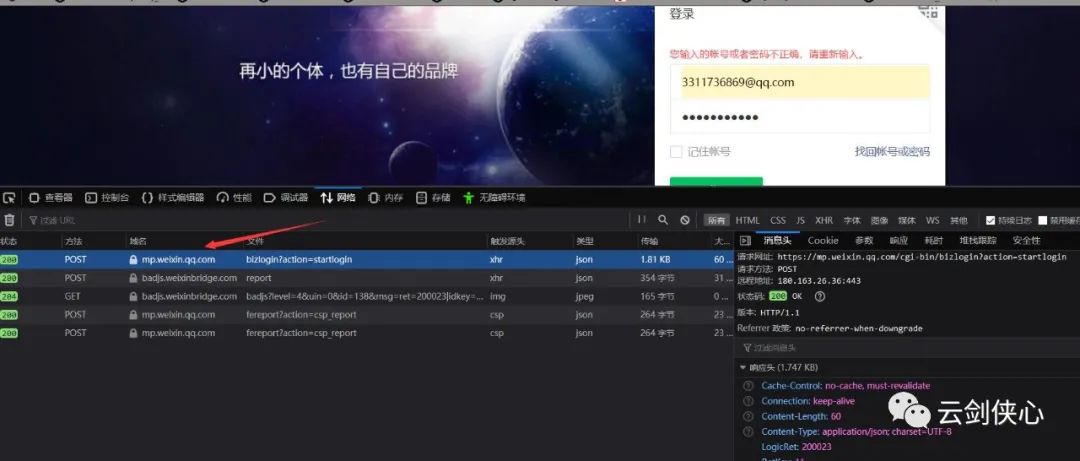 登录
再小的个体，也有自己的品牌
您输入的帐号或者密码不正确，请重新输入。
3311736869@qq.com
●●●●●●●●●●●
记住帐号 找回帐号或密码
查看器 控制台 样式编辑器 性能 调试器 网络 内存 存储 无障碍环境
过滤 URL 所有 HTML CSS JS XHR 字体 图像 媒体 WS 其他 持续日志 禁用缓存
状态 方法 域名 文件 触发源头 类型 传输 大...
200 POST mp.weixin.qq.com bizlogin?action=startlogin xhr json 1.81 KB 60 ...
200 POST badjs.weixinbridge.com report xhr json 354 字节 31 ...
204 GET badjs.weixinbridge.com badjs?level=4&uin=0&id=138&msg=ret=200023|idkey=... img jpeg 165 字节 0 ...
200 POST mp.weixin.qq.com fereport?action=csp_report csp json 264 字节 23 ...
200 POST mp.weixin.qq.com fereport?action=csp_report csp json 264 字节 23 ...
消息头 Cookie 参数 响应 耗时 堆栈跟踪 安全性
请求网址: https://mp.weixin.qq.com/cgi-bin/bizlogin?action=startlogin
请求方法: POST
远程地址: 180.163.26.36:443
状态码: 200 OK ?
版本: HTTP/1.1
Referrer 政策: no-referrer-when-downgrade
过滤消息头
响应头 (1.747 KB)
? Cache-Control: no-cache, must-revalidate
? Connection: keep-alive
? Content-Length: 60
? Content-Type: application/json; charset=UTF-8
LogicRet: 200023
云剑侠心